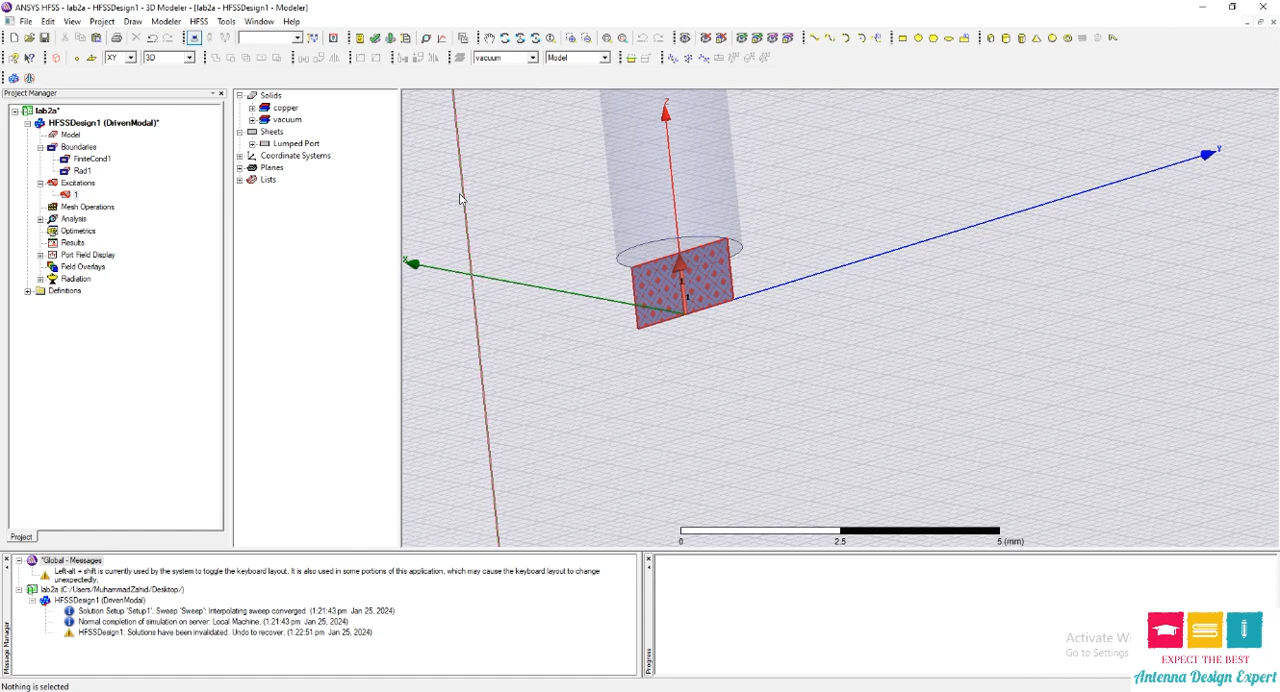 ANSYS HFSS - lab2a - HFSSDesign1 - 3D Modeler - [lab2a - HFSSDesign1 - Modeler]
File Edit View Project Draw Modeler HFSS Tools Window Help
XY 3D vacuum Model
Project Manager
lab2a*
HFSSDesign1 (DrivenModal)*
Model
Boundaries
FiniteCond1
Rad1
Excitations
1
Mesh Operations
Analysis
Optimetrics
Results
Port Field Display
Field Overlays
Radiation
Definitions
Project
Solids
copper
vacuum
Sheets
Lumped Port
Coordinate Systems
Planes
Lists
Z
Y
X
1
1
0 2.5 5 (mm)
*Global - Messages
Left-alt + shift is currently used by the system to toggle the keyboard layout. It is also used in some portions of this application, which may cause the keyboard layout to change
unexpectedly.
lab2a (C:/Users/MuhammadZahid/Desktop/)
HFSSDesign1 (DrivenModal)
Solution Setup 'Setup1', Sweep 'Sweep': Interpolating sweep converged. (1:21:43 pm Jan 25, 2024)
Normal completion of simulation on server: Local Machine. (1:21:43 pm Jan 25, 2024)
HFSSDesign1: Solutions have been invalidated. Undo to recover. (1:22:51 pm Jan 25, 2024)
Message Manager
Progress
Activate Wi
Go to Settings
EXPECT THE BEST
Antenna Design Expert
Nothing is selected